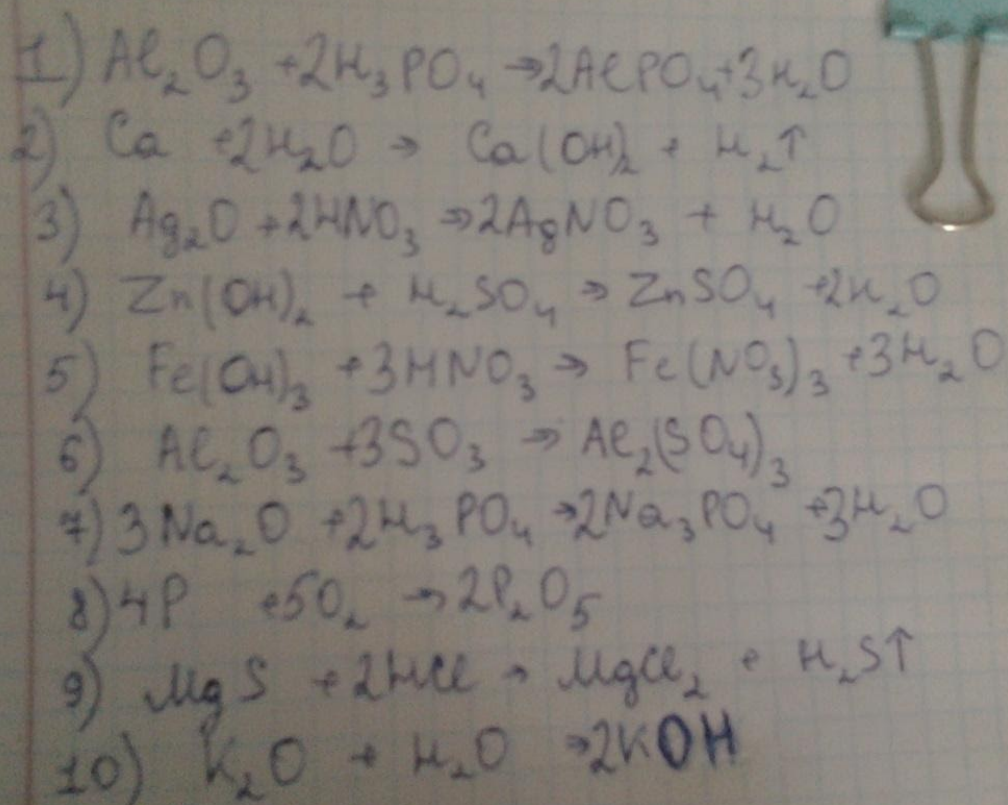 1) Al₂O₃ +2H₃PO₄ →2AlPO₄+3H₂O
2) Ca +2H₂O → Ca(OH)₂ + H₂↑
3) Ag₂O +2HNO₃ →2AgNO₃ + H₂O
4) Zn(OH)₂ + H₂SO₄ → ZnSO₄ +2H₂O
5) Fe(OH)₃ +3HNO₃ → Fe(NO₃)₃ +3H₂O
6) Al₂O₃ +3SO₃ → Al₂(SO₄)₃
7) 3Na₂O +2H₃PO₄ →2Na₃PO₄ +3H₂O
8) 4P +5O₂ →2P₂O₅
9) MgS +2HCl → MgCl₂ + H₂S↑
10) K₂O + H₂O →2KOH